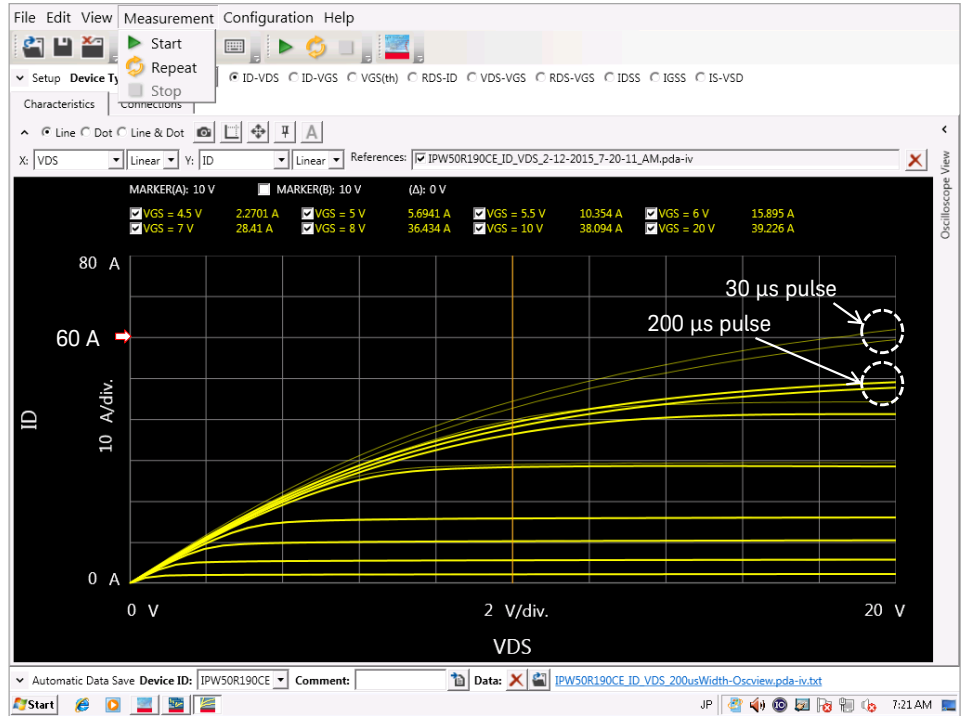 File Edit View Measurement Configuration Help
Start
Repeat
Stop
Setup Device Ty ID-VDS ID-VGS VGS(th) RDS-ID VDS-VGS RDS-VGS IDSS IGSS IS-VSD
Characteristics Connections
Line Dot Line & Dot A
X: VDS Linear Y: ID Linear References: IPW50R190CE_ID_VDS_2-12-2015_7-20-11_AM.pda-iv
Oscilloscope View
MARKER(A): 10 V MARKER(B): 10 V (Δ): 0 V
VGS = 4.5 V 2.2701 A VGS = 5 V 5.6941 A VGS = 5.5 V 10.354 A VGS = 6 V 15.895 A
VGS = 7 V 28.41 A VGS = 8 V 36.434 A VGS = 10 V 38.094 A VGS = 20 V 39.226 A
80 A
30 µs pulse
200 µs pulse
60 A
ID
10 A/div.
0 A
0 V 2 V/div. 20 V
VDS
Automatic Data Save Device ID: IPW50R190CE Comment: Data: IPW50R190CE_ID_VDS_200usWidth-Oscview.pda-iv.txt
Start JP 7:21 AM